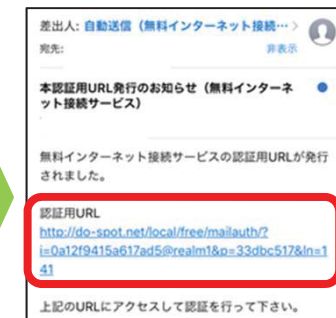 差出人: 自動送信（無料インターネット接続…
宛先:
非表示
本認証用URL発行のお知らせ（無料インターネ
ット接続サービス）
無料インターネット接続サービスの認証用URLが発行
されました。
認証用URL
http://do-spot.net/local/free/mailauth/?
i=0a12f9415a617ad5@realm1&p=33dbc517&ln=1
41
上記のURLにアクセスして認証を行って下さい。